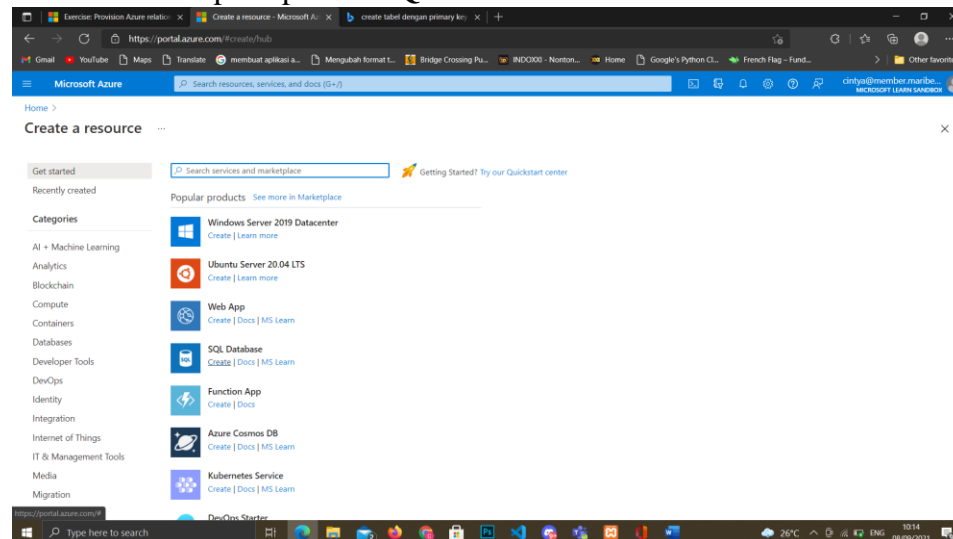 Exercise: Provision Azure relatio
Create a resource - Microsoft Az
create tabel dengan primary key
https://portal.azure.com/#create/hub
Gmail YouTube Maps Translate membuat aplikasi a... Mengubah format t... Bridge Crossing Pu... INDOXXI - Nonton... Home Google's Python Cl... French Flag – Fund... Other favorite
Microsoft Azure
Search resources, services, and docs (G+/)
cintya@member.maribe...
MICROSOFT LEARN SANDBOX
Home >
Create a resource ...
Get started
Recently created
Categories
AI + Machine Learning
Analytics
Blockchain
Compute
Containers
Databases
Developer Tools
DevOps
Identity
Integration
Internet of Things
IT & Management Tools
Media
Migration
Search services and marketplace
Getting Started? Try our Quickstart center
Popular products See more in Marketplace
Windows Server 2019 Datacenter
Create | Learn more
Ubuntu Server 20.04 LTS
Create | Learn more
Web App
Create | Docs | MS Learn
SQL Database
Create | Docs | MS Learn
Function App
Create | Docs
Azure Cosmos DB
Create | Docs | MS Learn
Kubernetes Service
Create | Docs | MS Learn
DevOps Starter
https://portal.azure.com/#
Type here to search
26°C
ENG
10:14
08/09/2021